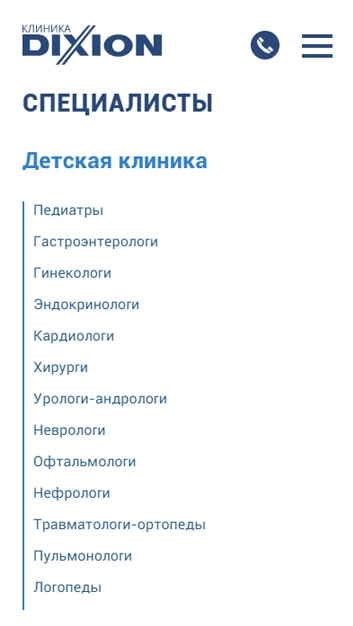 КЛИНИКА
DIXION
СПЕЦИАЛИСТЫ
Детская клиника
Педиатры
Гастроэнтерологи
Гинекологи
Эндокринологи
Кардиологи
Хирурги
Урологи-андрологи
Неврологи
Офтальмологи
Нефрологи
Травматологи-ортопеды
Пульмонологи
Логопеды